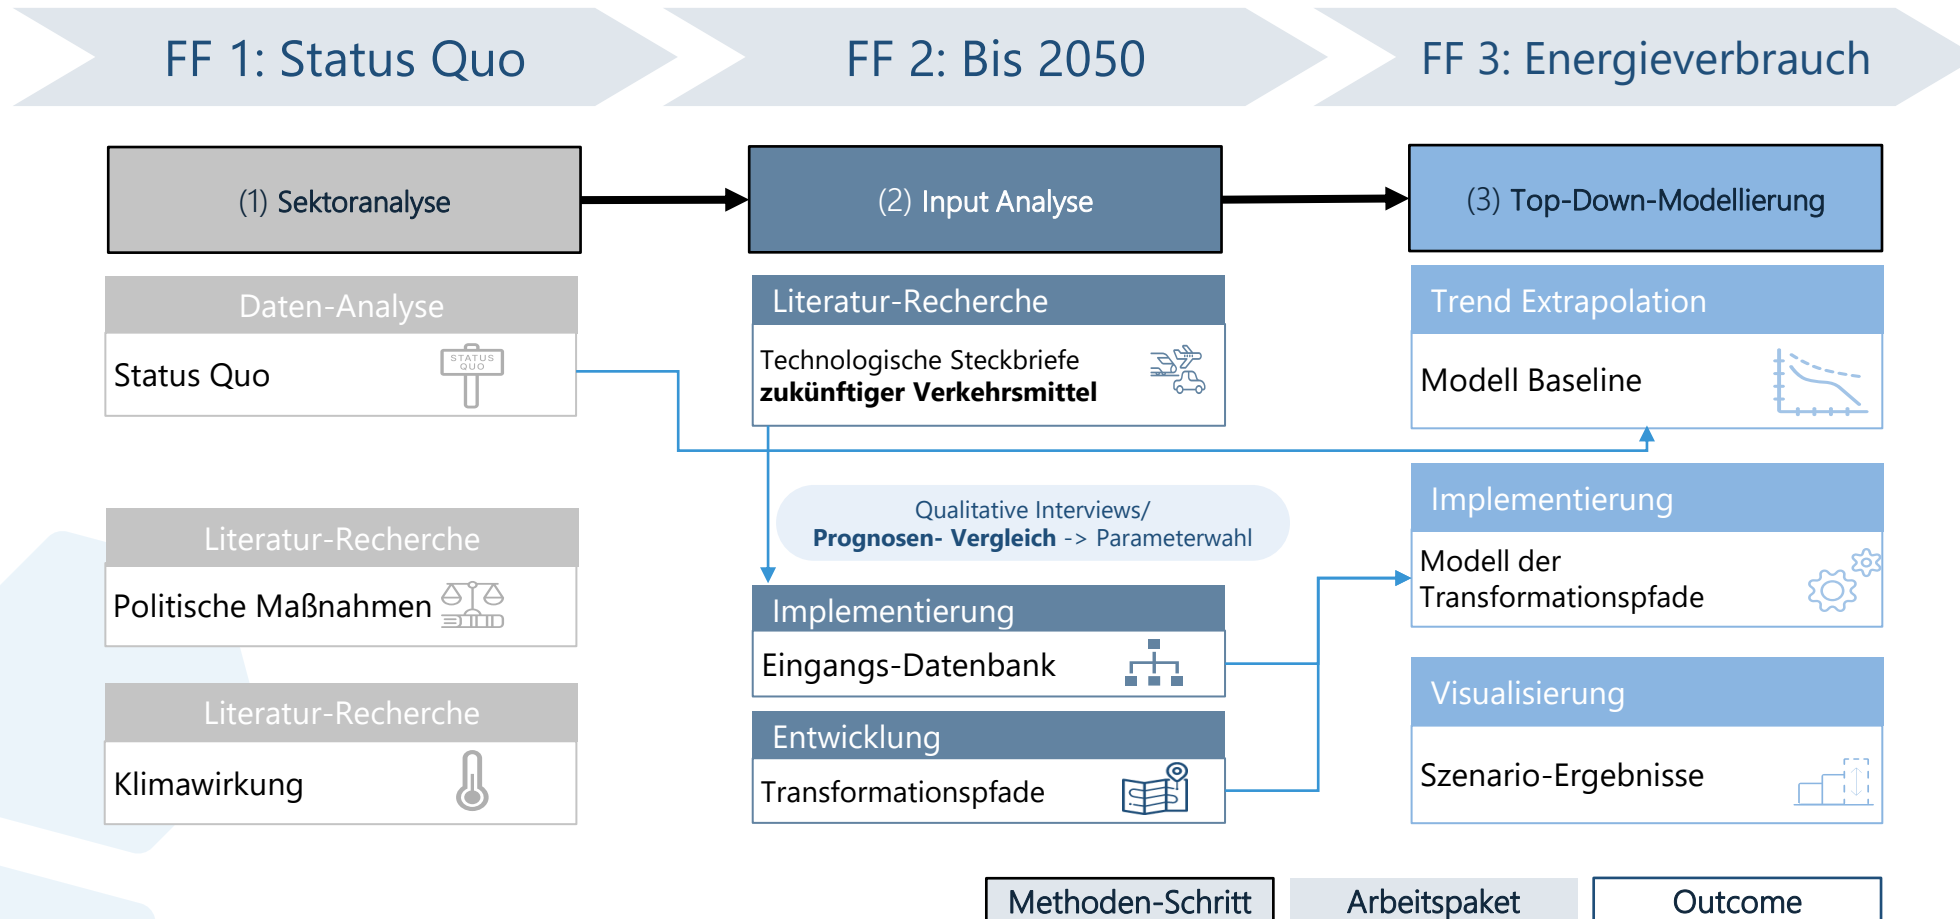 FF 1: Status Quo
FF 2: Bis 2050
FF 3: Energieverbrauch
(1) Sektoranalyse
(2) Input Analyse
(3) Top-Down-Modellierung
Daten-Analyse
Status Quo
STATUS
QUO
Literatur-Recherche
Politische Maßnahmen
Literatur-Recherche
Klimawirkung
Literatur-Recherche
Technologische Steckbriefe
zukünftiger Verkehrsmittel
Qualitative Interviews/
Prognosen- Vergleich -> Parameterwahl
Implementierung
Eingangs-Datenbank
Entwicklung
Transformationspfade
Trend Extrapolation
Modell Baseline
Implementierung
Modell der
Transformationspfade
Visualisierung
Szenario-Ergebnisse
Methoden-Schritt
Arbeitspaket
Outcome